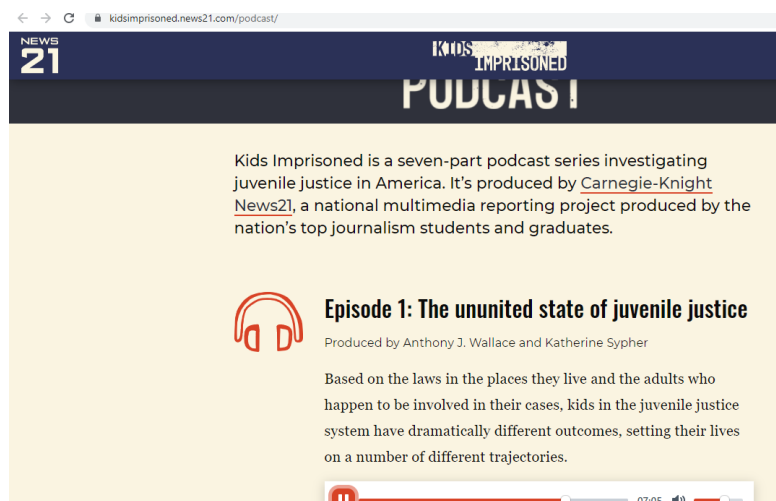 kidsimprisoned.news21.com/podcast/
NEWS
21
KIDS
IMPRISONED
PODCAST
Kids Imprisoned is a seven-part podcast series investigating
juvenile justice in America. It’s produced by Carnegie-Knight
News21, a national multimedia reporting project produced by the
nation’s top journalism students and graduates.
Episode 1: The ununited state of juvenile justice
Produced by Anthony J. Wallace and Katherine Sypher
Based on the laws in the places they live and the adults who
happen to be involved in their cases, kids in the juvenile justice
system have dramatically different outcomes, setting their lives
on a number of different trajectories.
07:05